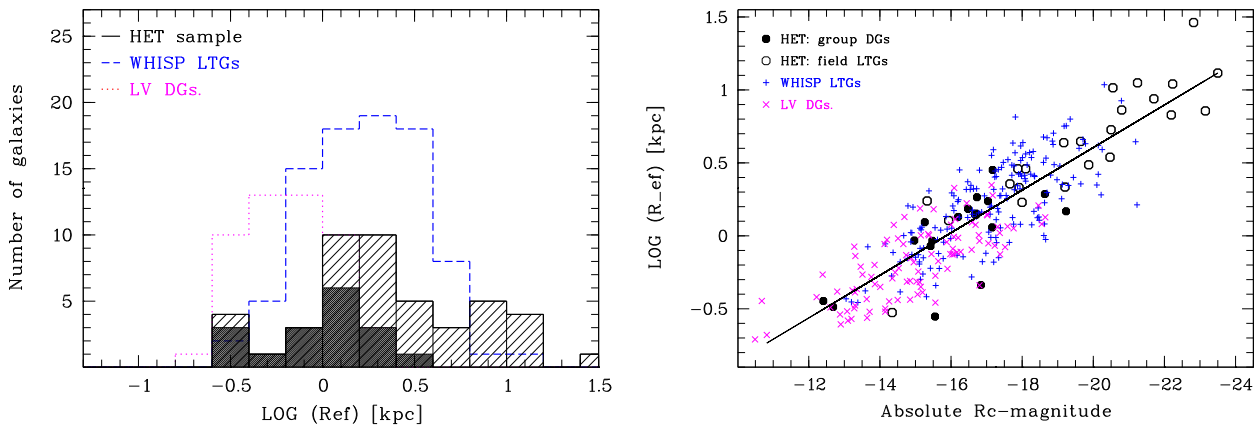 25
20
15
10
5
Number of galaxies
HET sample
WHISP LTGs
LV DGs.
−1
−0.5
0
0.5
1
1.5
LOG (Ref) [kpc]
1.5
1
0.5
0
−0.5
LOG (R_ef) [kpc]
HET: group DGs
HET: field LTGs
WHISP LTGs
LV DGs.
−12
−14
−16
−18
−20
−22
−24
Absolute Rc−magnitude